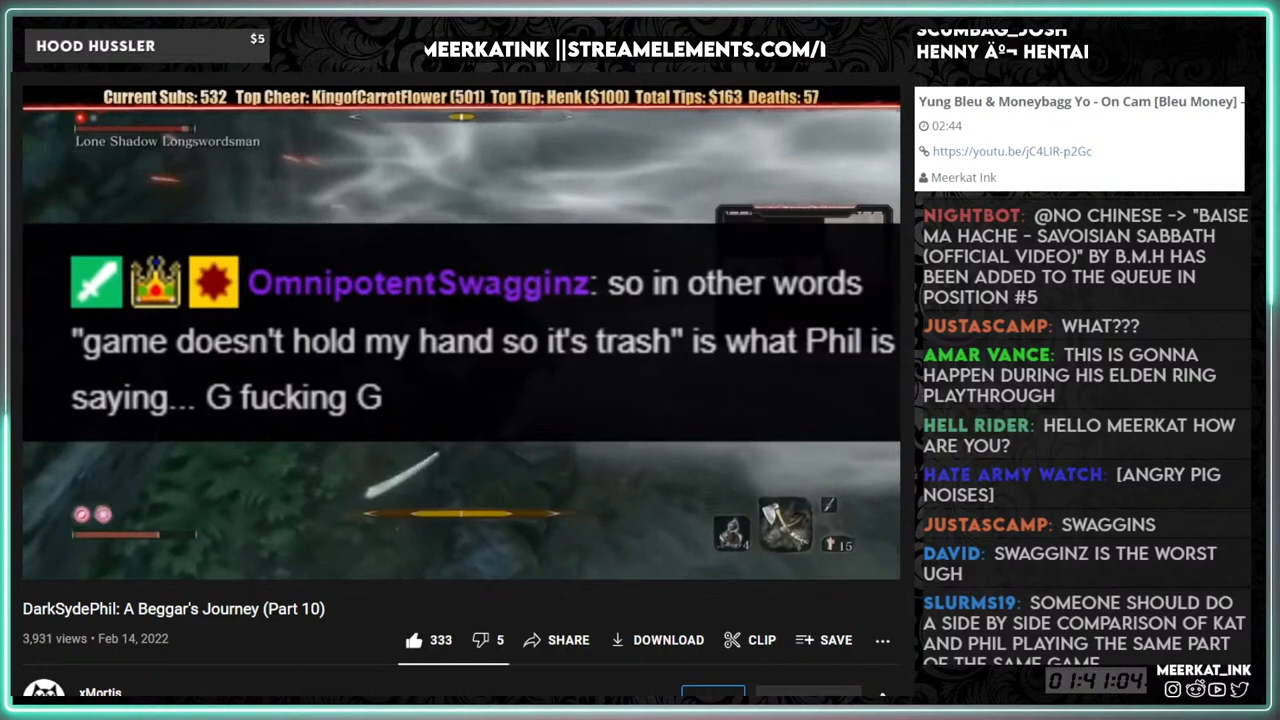 HOOD HUSSLER
$5
MEERKATINK ||STREAMELEMENTS.COM/
SCUMBAG_JOSH
HENNY Äº¬ HENTAI
Current Subs: 532 Top Cheer: KingofCarrotFlower (501) Top Tip: Henk ($100) Total Tips: $163 Deaths: 57
Lone Shadow Longswordsman
OmnipotentSwagginz: so in other words
"game doesn't hold my hand so it's trash" is what Phil is
saying... G fucking G
4
15
DarkSydePhil: A Beggar's Journey (Part 10)
3,931 views • Feb 14, 2022
333
5
SHARE
DOWNLOAD
CLIP
SAVE
xMortis
Yung Bleu & Moneybagg Yo - On Cam [Bleu Money] -
02:44
https://youtu.be/jC4LIR-p2Gc
Meerkat Ink
NIGHTBOT: @NO CHINESE -> "BAISE
MA HACHE - SAVOISIAN SABBATH
(OFFICIAL VIDEO)" BY B.M.H HAS
BEEN ADDED TO THE QUEUE IN
POSITION #5
JUSTASCAMP: WHAT???
AMAR VANCE: THIS IS GONNA
HAPPEN DURING HIS ELDEN RING
PLAYTHROUGH
HELL RIDER: HELLO MEERKAT HOW
ARE YOU?
HATE ARMY WATCH: [ANGRY PIG
NOISES]
JUSTASCAMP: SWAGGINS
DAVID: SWAGGINZ IS THE WORST
UGH
SLURMS19: SOMEONE SHOULD DO
A SIDE BY SIDE COMPARISON OF KAT
AND PHIL PLAYING THE SAME PART
OF THE SAME GAME
01:41:04
MEERKAT_INK